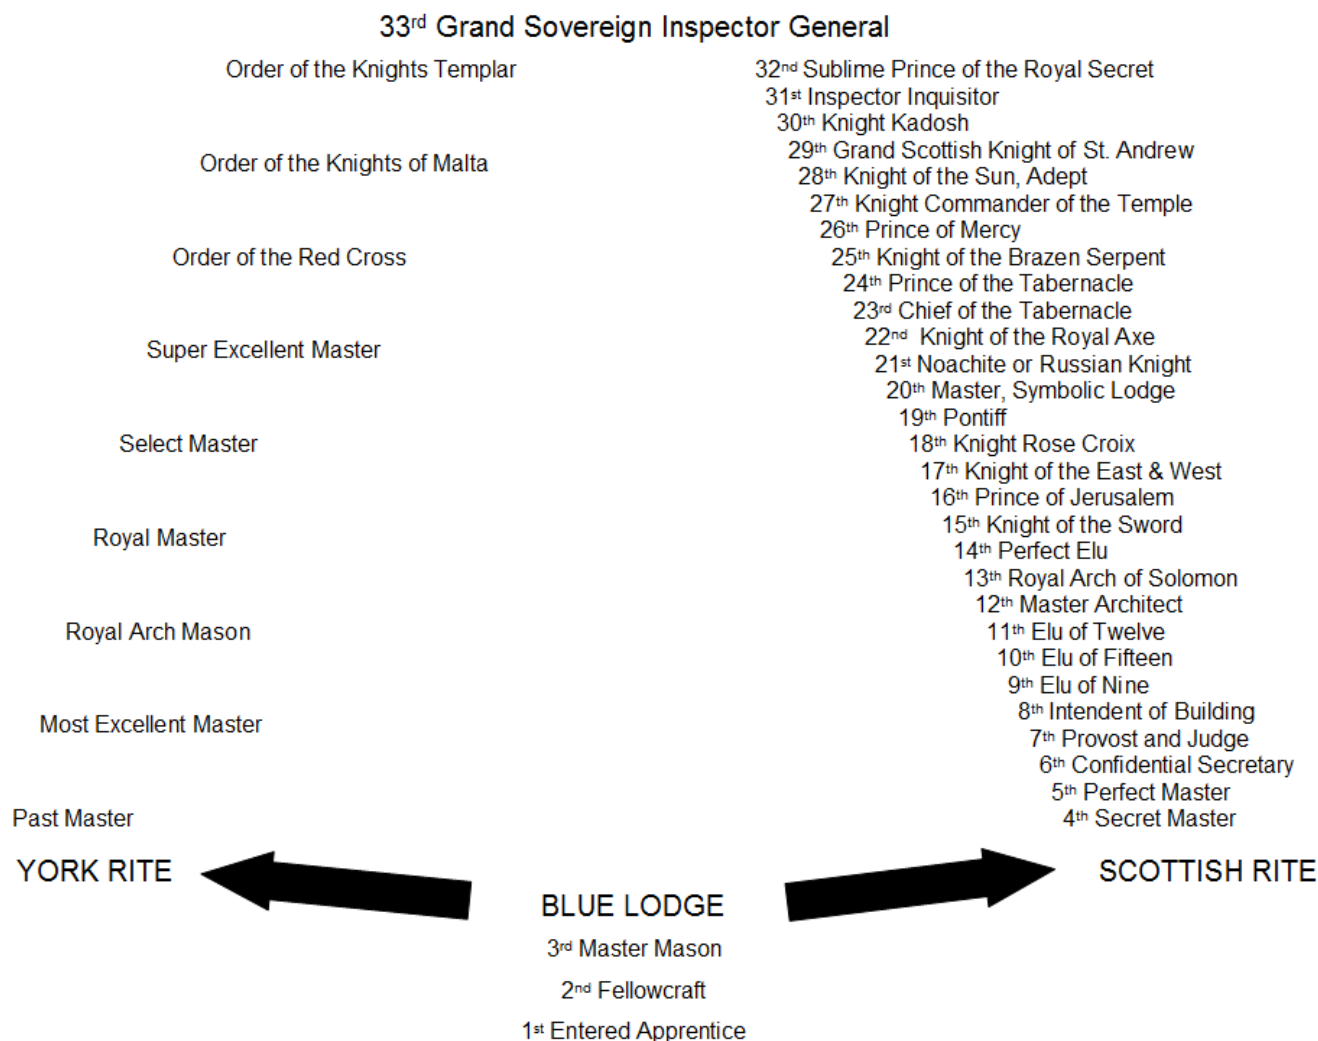 33rd Grand Sovereign Inspector General
Order of the Knights Templar
Order of the Knights of Malta
Order of the Red Cross
Super Excellent Master
Select Master
Royal Master
Royal Arch Mason
Most Excellent Master
Past Master
YORK RITE
32nd Sublime Prince of the Royal Secret
31st Inspector Inquisitor
30th Knight Kadosh
29th Grand Scottish Knight of St. Andrew
28th Knight of the Sun, Adept
27th Knight Commander of the Temple
26th Prince of Mercy
25th Knight of the Brazen Serpent
24th Prince of the Tabernacle
23rd Chief of the Tabernacle
22nd Knight of the Royal Axe
21st Noachite or Russian Knight
20th Master, Symbolic Lodge
19th Pontiff
18th Knight Rose Croix
17th Knight of the East & West
16th Prince of Jerusalem
15th Knight of the Sword
14th Perfect Elu
13th Royal Arch of Solomon
12th Master Architect
11th Elu of Twelve
10th Elu of Fifteen
9th Elu of Nine
8th Intendent of Building
7th Provost and Judge
6th Confidential Secretary
5th Perfect Master
4th Secret Master
SCOTTISH RITE
BLUE LODGE
3rd Master Mason
2nd Fellowcraft
1st Entered Apprentice